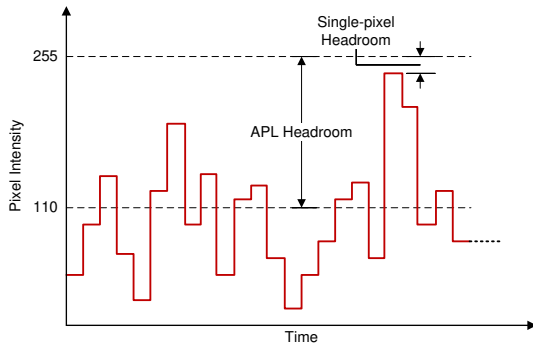 Single-pixel
Headroom
255
APL Headroom
Pixel Intensity
110
Time